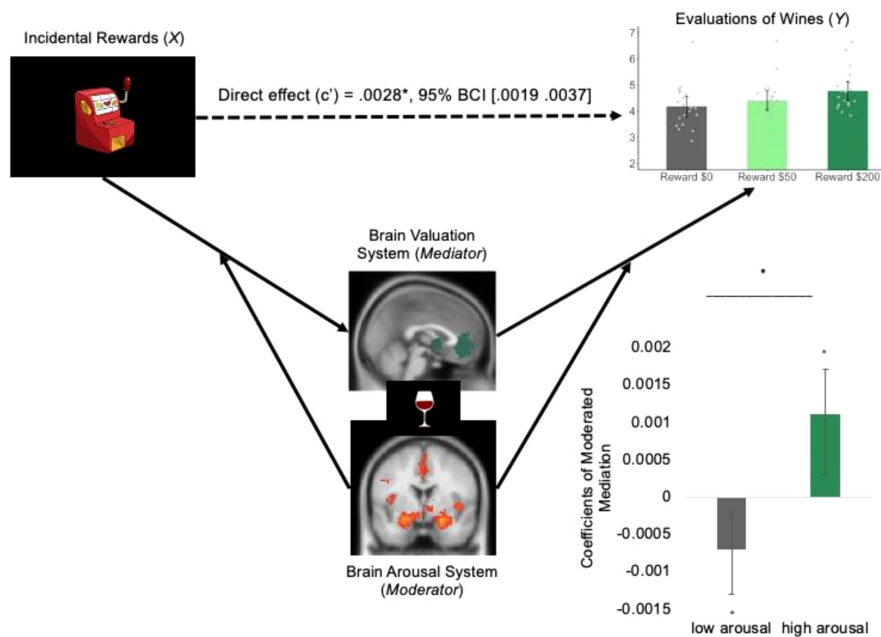 Incidental Rewards (X)
Evaluations of Wines (Y)
Direct effect (c') = .0028*, 95% BCI [.0019 .0037]
7
6
5
4
3
2
Reward $0 Reward $50 Reward $200
Brain Valuation
System (Mediator)
Brain Arousal System
(Moderator)
*
Coefficients of Moderated
Mediation
0.002
0.0015
0.001
0.0005
0
-0.0005
-0.001
-0.0015
*
*
low arousal high arousal